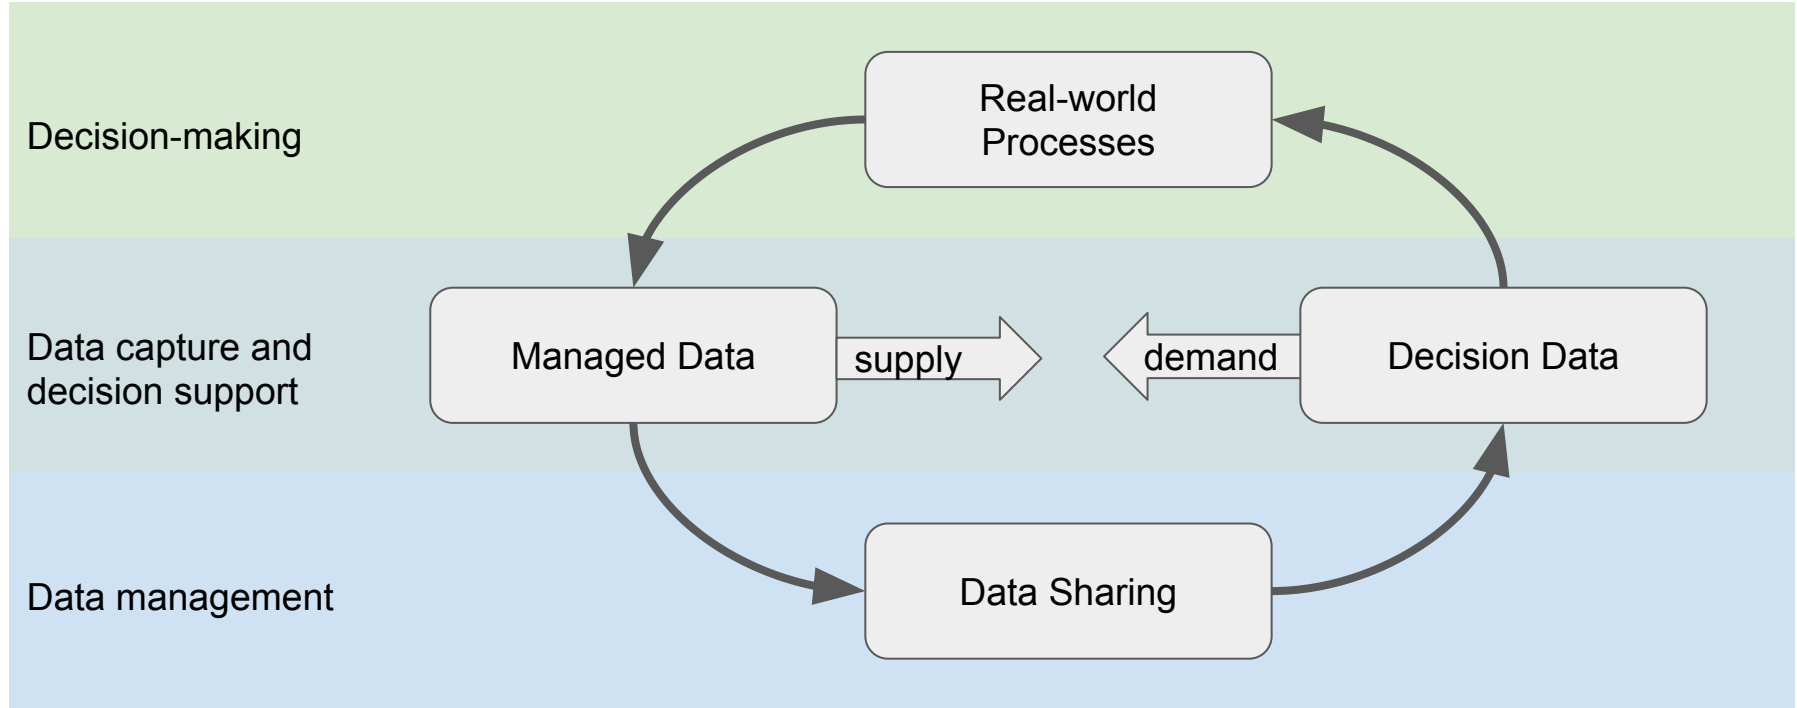 Real-world
Processes
Decision-making
Data capture and
decision support
Managed Data
supply
demand
Decision Data
Data management
Data Sharing